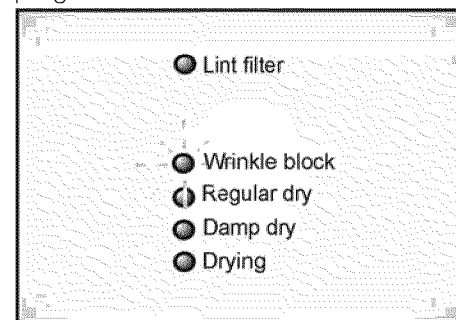 Lint filter
Wrinkle block
Regular dry
Damp dry
Drying